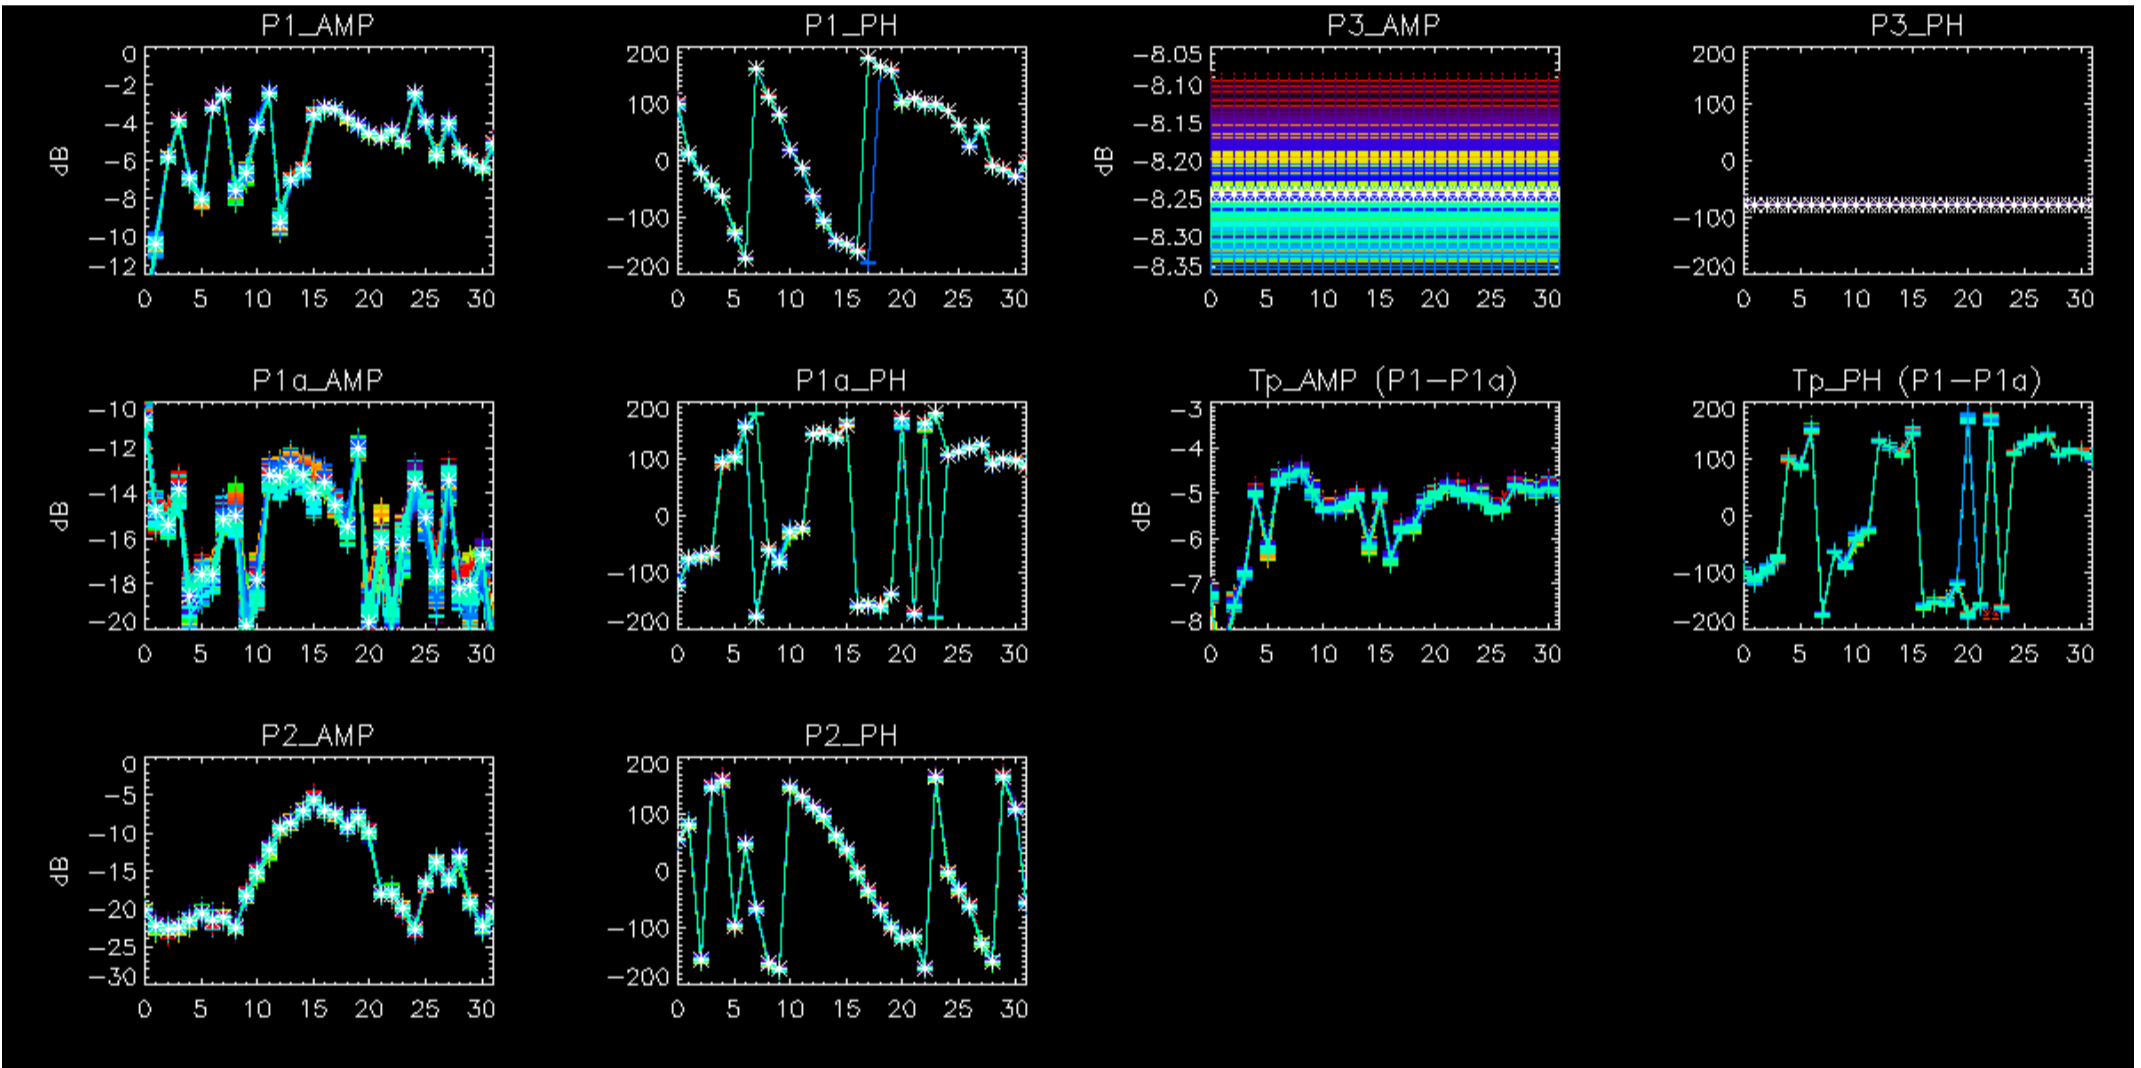 P1_AMP
0
-2
-4
-6
-8
-10
-12
dB
0 5 10 15 20 25 30
P1_PH
200
100
0
-100
-200
0 5 10 15 20 25 30
P3_AMP
-8.05
-8.10
-8.15
-8.20
-8.25
-8.30
-8.35
dB
0 5 10 15 20 25 30
P3_PH
200
100
0
-100
-200
0 5 10 15 20 25 30
P1a_AMP
-10
-12
-14
-16
-18
-20
dB
0 5 10 15 20 25 30
P1a_PH
200
100
0
-100
-200
0 5 10 15 20 25 30
Tp_AMP (P1-P1a)
-3
-4
-5
-6
-7
-8
dB
0 5 10 15 20 25 30
Tp_PH (P1-P1a)
200
100
0
-100
-200
0 5 10 15 20 25 30
P2_AMP
0
-5
-10
-15
-20
-25
-30
dB
0 5 10 15 20 25 30
P2_PH
200
100
0
-100
-200
0 5 10 15 20 25 30